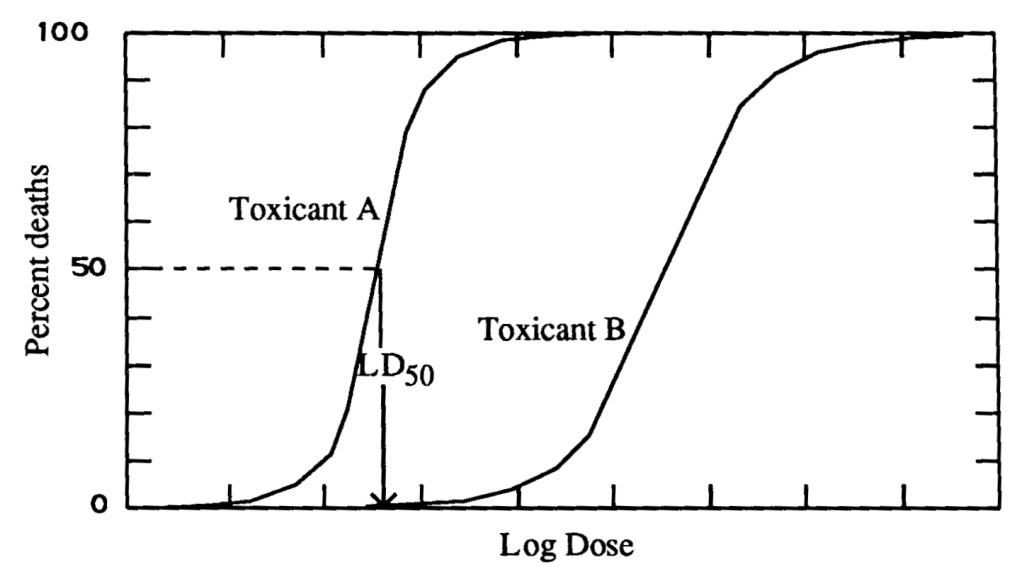 100
Toxicant A
Percent deaths
50
Toxicant B
LD50
0
Log Dose